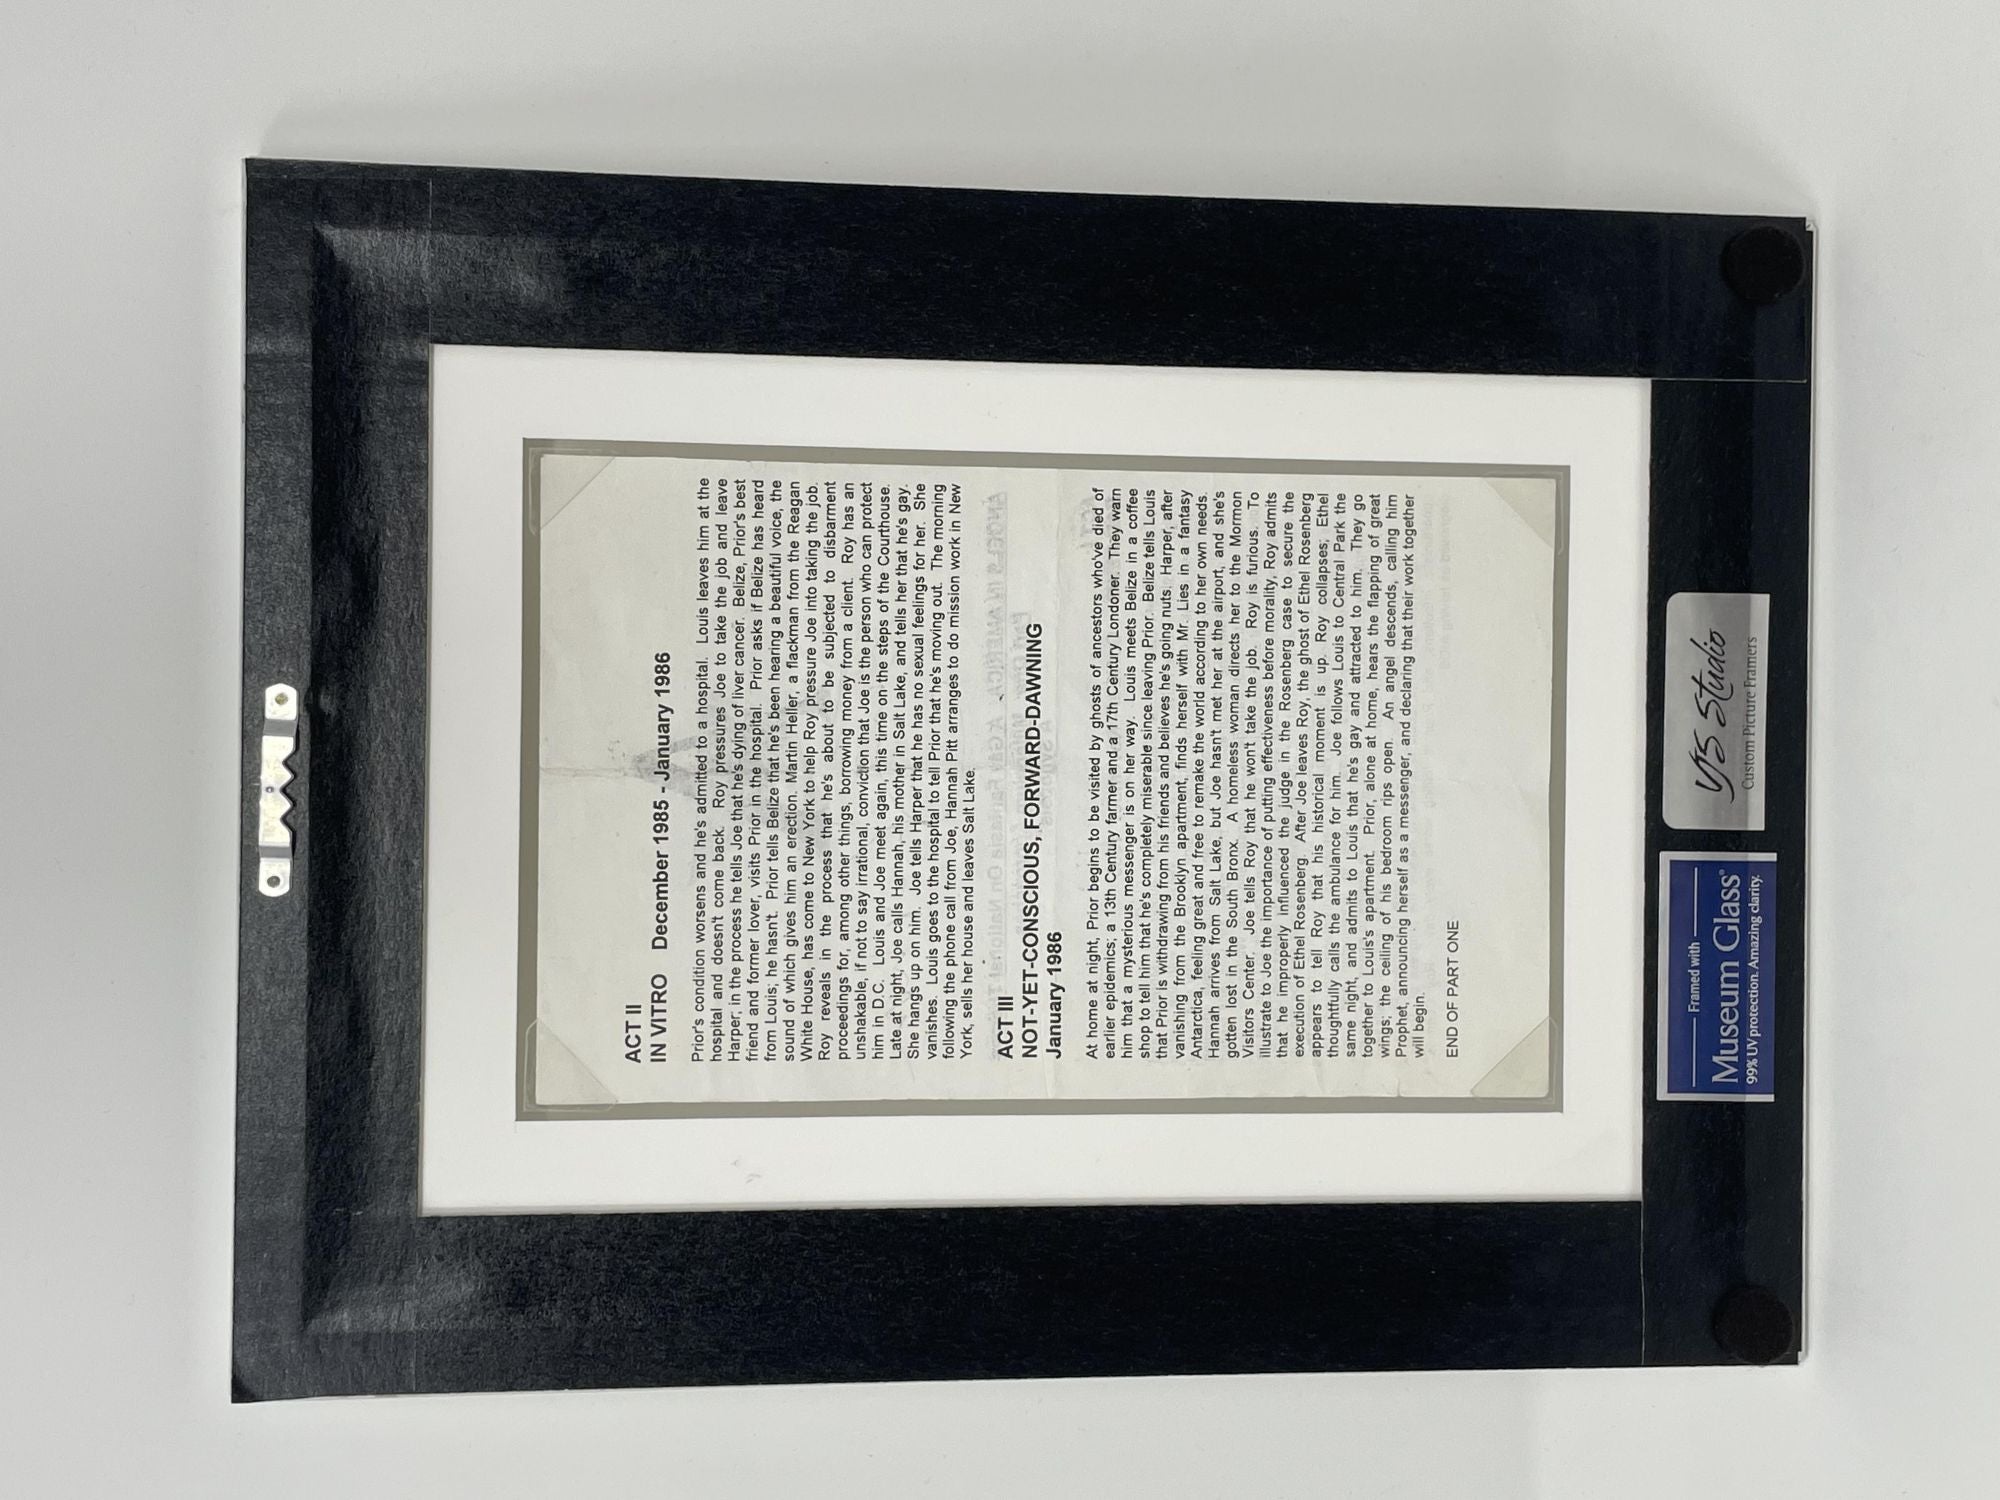 ACT II
IN VITRO December 1985 - January 1986
Prior's condition worsens and he's admitted to a hospital. Louis leaves him at the
hospital and doesn't come back. Roy pressures Joe to take the job and leave
Harper; in the process he tells Joe that he's dying of liver cancer. Belize, Prior's best
friend and former lover, visits Prior in the hospital. Prior asks if Belize has heard
from Louis; he hasn't. Prior tells Belize that he's been hearing a beautiful voice, the
sound of which gives him an erection. Martin Heller, a flackman from the Reagan
White House, has come to New York to help Roy pressure Joe into taking the job.
Roy reveals in the process that he's about to be subjected to disbarment
proceedings for, among other things, borrowing money from a client. Roy has an
unshakable, if not to say irrational, conviction that Joe is the person who can protect
him in D.C. Louis and Joe meet again, this time on the steps of the Courthouse.
Late at night, Joe calls Hannah, his mother in Salt Lake, and tells her that he's gay.
She hangs up on him. Joe tells Harper that he has no sexual feelings for her. She
vanishes. Louis goes to the hospital to tell Prior that he's moving out. The morning
following the phone call from Joe, Hannah Pitt arranges to do mission work in New
York, sells her house and leaves Salt Lake.
ACT III
NOT-YET-CONSCIOUS, FORWARD-DAWNING
January 1986
At home at night, Prior begins to be visited by ghosts of ancestors who've died of
earlier epidemics; a 13th Century farmer and a 17th Century Londoner. They warn
him that a mysterious messenger is on her way. Louis meets Belize in a coffee
shop to tell him that he's completely miserable since leaving Prior. Belize tells Louis
that Prior is withdrawing from his friends and believes he's going nuts. Harper, after
vanishing from the Brooklyn apartment, finds herself with Mr. Lies in a fantasy
Antarctica, feeling great and free to remake the world according to her own needs.
Hannah arrives from Salt Lake, but Joe hasn't met her at the airport, and she's
gotten lost in the South Bronx. A homeless woman directs her to the Mormon
Visitors Center. Joe tells Roy that he won't take the job. Roy is furious. To
illustrate to Joe the importance of putting effectiveness before morality, Roy admits
that he improperly influenced the judge in the Rosenberg case to secure the
execution of Ethel Rosenberg. After Joe leaves Roy, the ghost of Ethel Rosenberg
appears to tell Roy that his historical moment is up. Roy collapses; Ethel
thoughtfully calls the ambulance for him. Joe follows Louis to Central Park the
same night, and admits to Louis that he's gay and attracted to him. They go
together to Louis's apartment. Prior, alone at home, hears the flapping of great
wings; the ceiling of his bedroom rips open. An angel descends, calling him
Prophet, announcing herself as a messenger, and declaring that their work together
will begin.
END OF PART ONE
Framed with
Museum Glass®
99% UV protection. Amazing clarity.
Studio
Custom Picture Framers